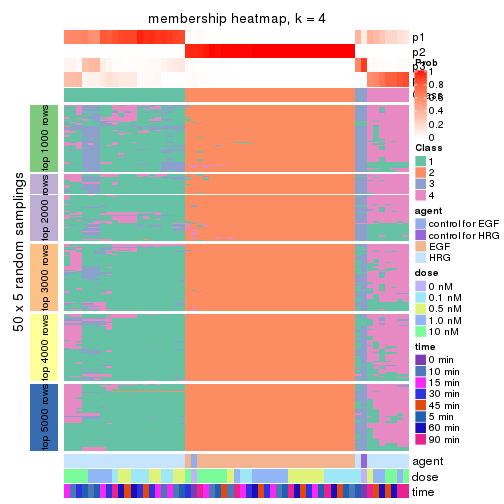 membership heatmap, k = 4
p1
p2
p3
Prob
1
0.8
0.6
0.4
0.2
0
Class
1
2
3
4
agent
control for EGF
control for HRG
EGF
HRG
dose
0 nM
0.1 nM
0.5 nM
1.0 nM
10 nM
time
0 min
10 min
15 min
30 min
45 min
5 min
60 min
90 min
50 x 5 random samplings
top 1000 rows
top 2000 rows
top 3000 rows
top 4000 rows
top 5000 rows
agent
dose
time